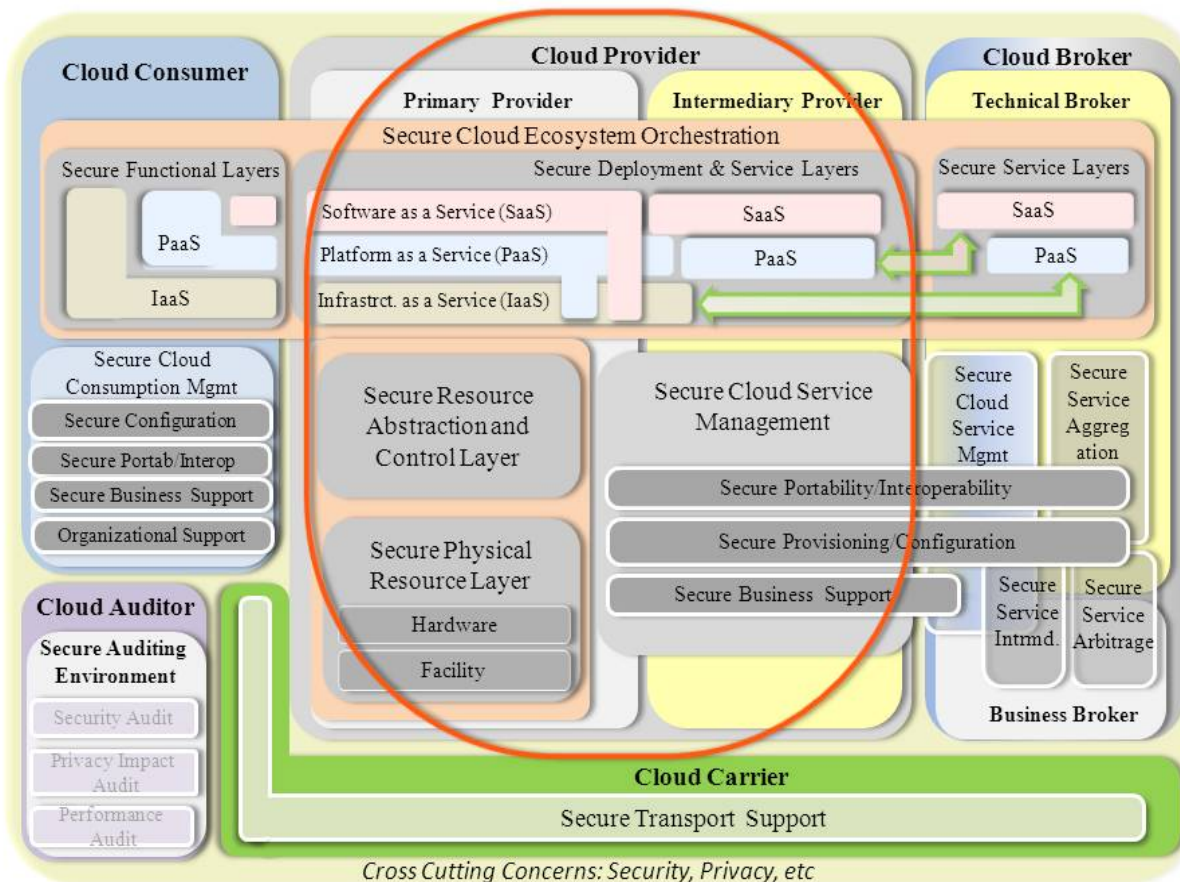 Cloud Consumer
Secure Functional Layers
PaaS
IaaS
Secure Cloud
Consumption Mgmt
Secure Configuration
Secure Portab/Interop
Secure Business Support
Organizational Support
Cloud Provider
Primary Provider
Intermediary Provider
Secure Cloud Ecosystem Orchestration
Secure Deployment & Service Layers
Software as a Service (SaaS)
Platform as a Service (PaaS)
Infrastrct. as a Service (IaaS)
SaaS
PaaS
Secure Resource
Abstraction and
Control Layer
Secure Physical
Resource Layer
Hardware
Facility
Secure Cloud Service
Management
Secure Portability/Interoperability
Secure Provisioning/Configuration
Secure Business Support
Cloud Broker
Technical Broker
Secure Service Layers
SaaS
PaaS
Secure
Cloud
Service
Mgmt
Secure
Service
Aggreg
ation
Secure
Service
Intrmd.
Secure
Service
Arbitrage
Business Broker
Cloud Auditor
Secure Auditing
Environment
Security Audit
Privacy Impact
Audit
Performance
Audit
Cloud Carrier
Secure Transport Support
Cross Cutting Concerns: Security, Privacy, etc